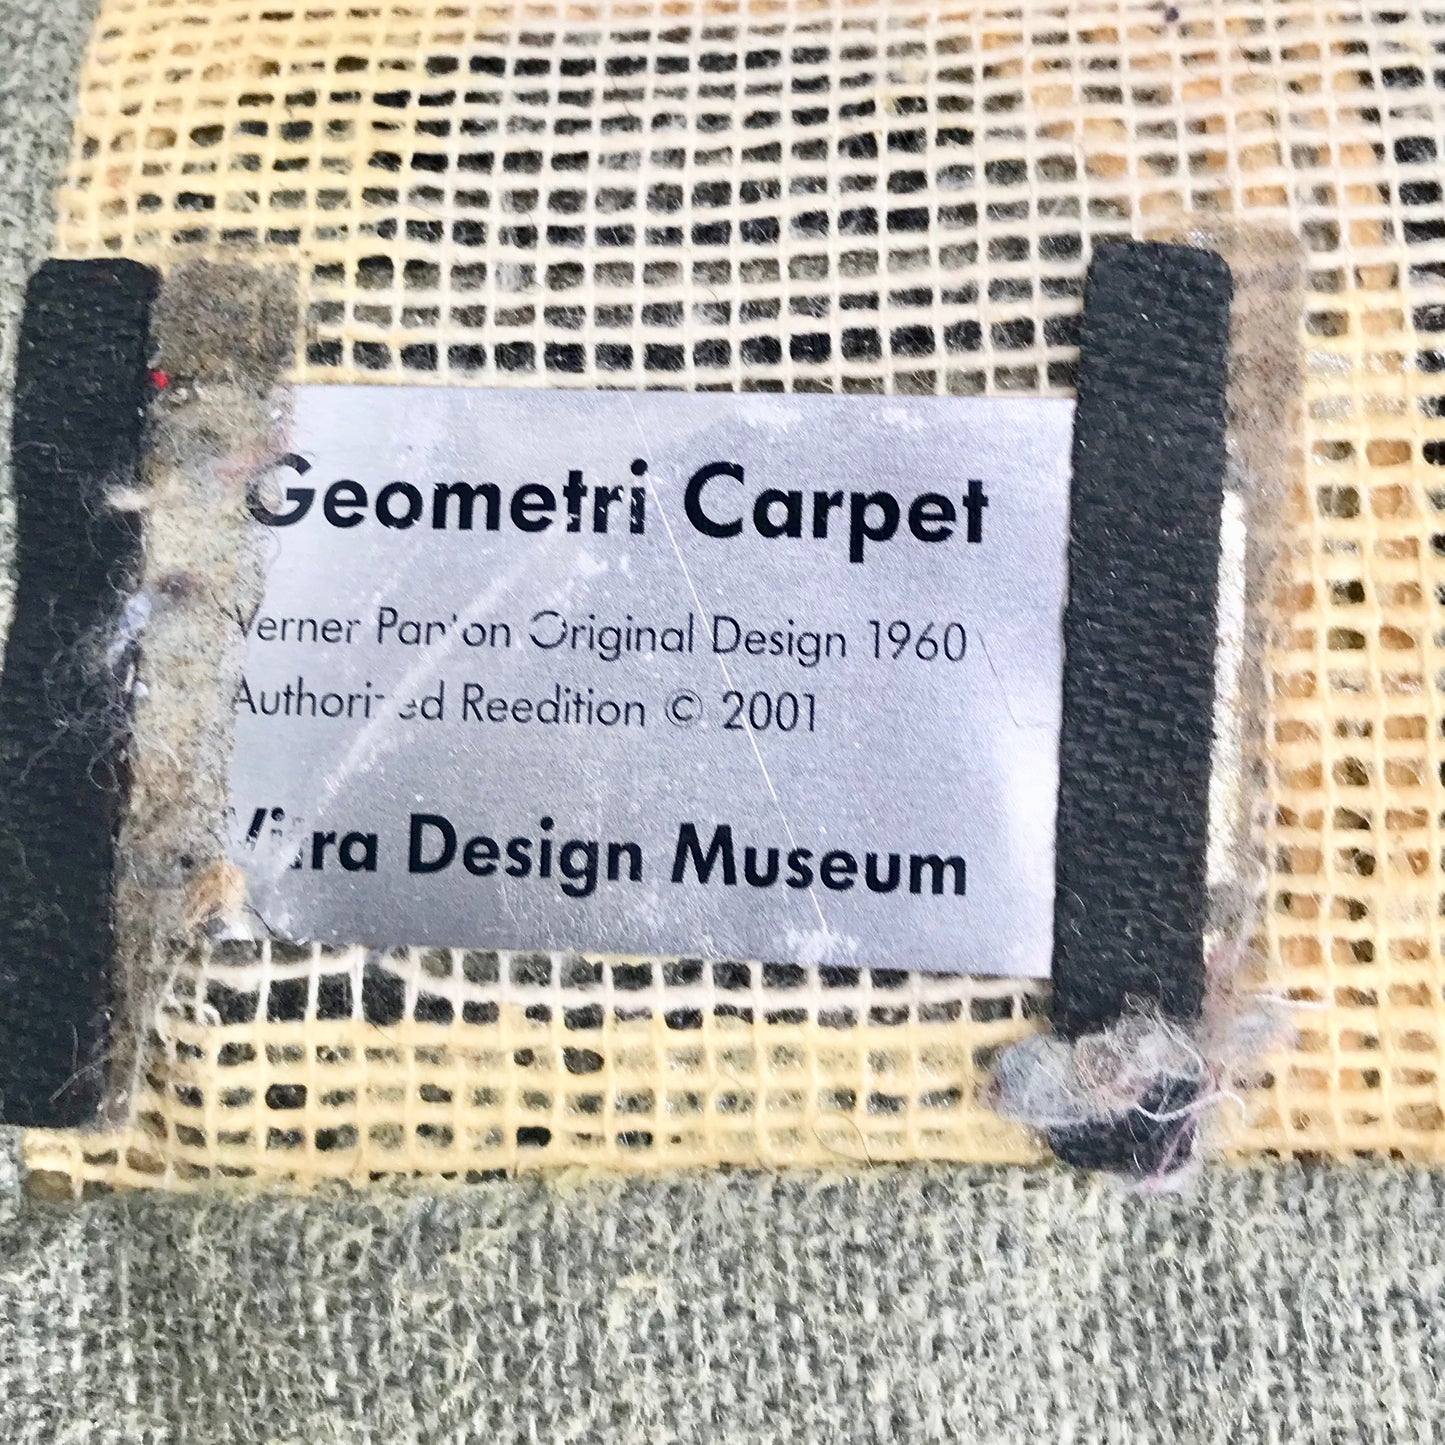 Geometri Carpet
Verner Panton Original Design 1960
Authorized Reedition © 2001
Vitra Design Museum